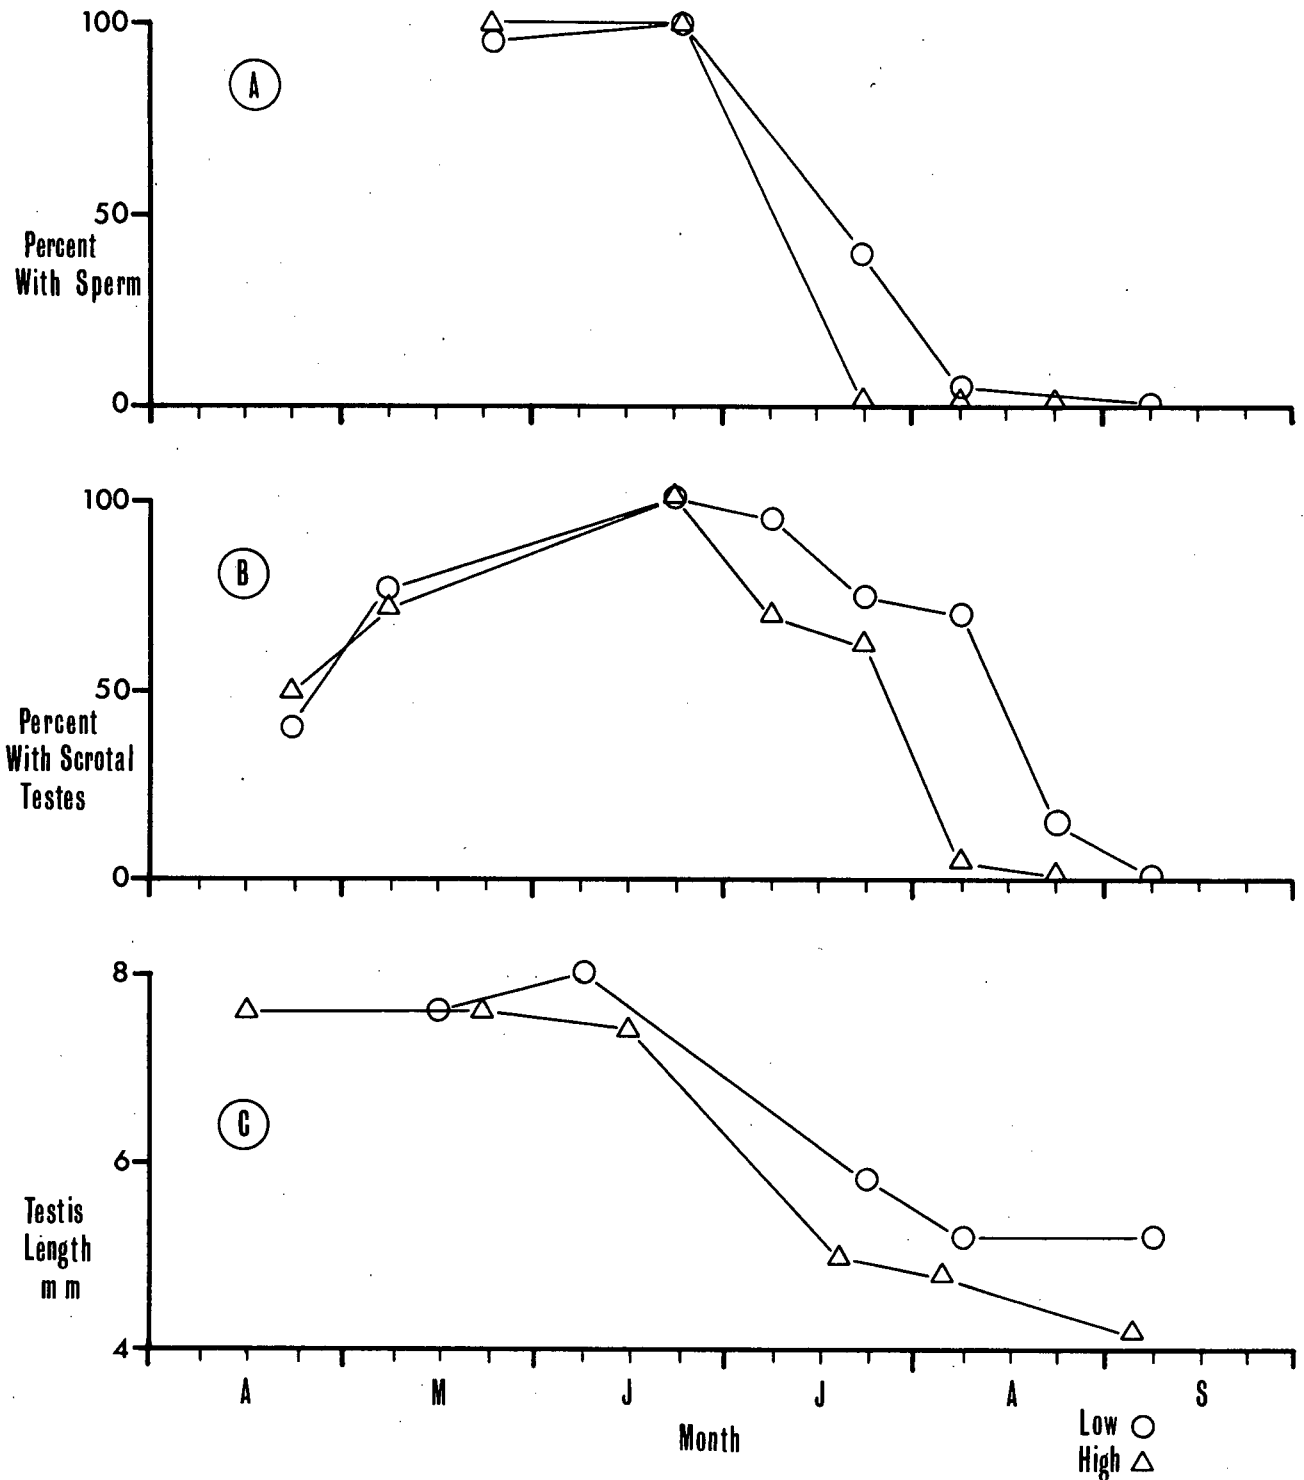 100
A
50
Percent
With Sperm
0
100
B
50
Percent
With Scrotal
Testes
0
8
C
6
Testis
Length
mm
4
A M J J A S
Month
Low
High